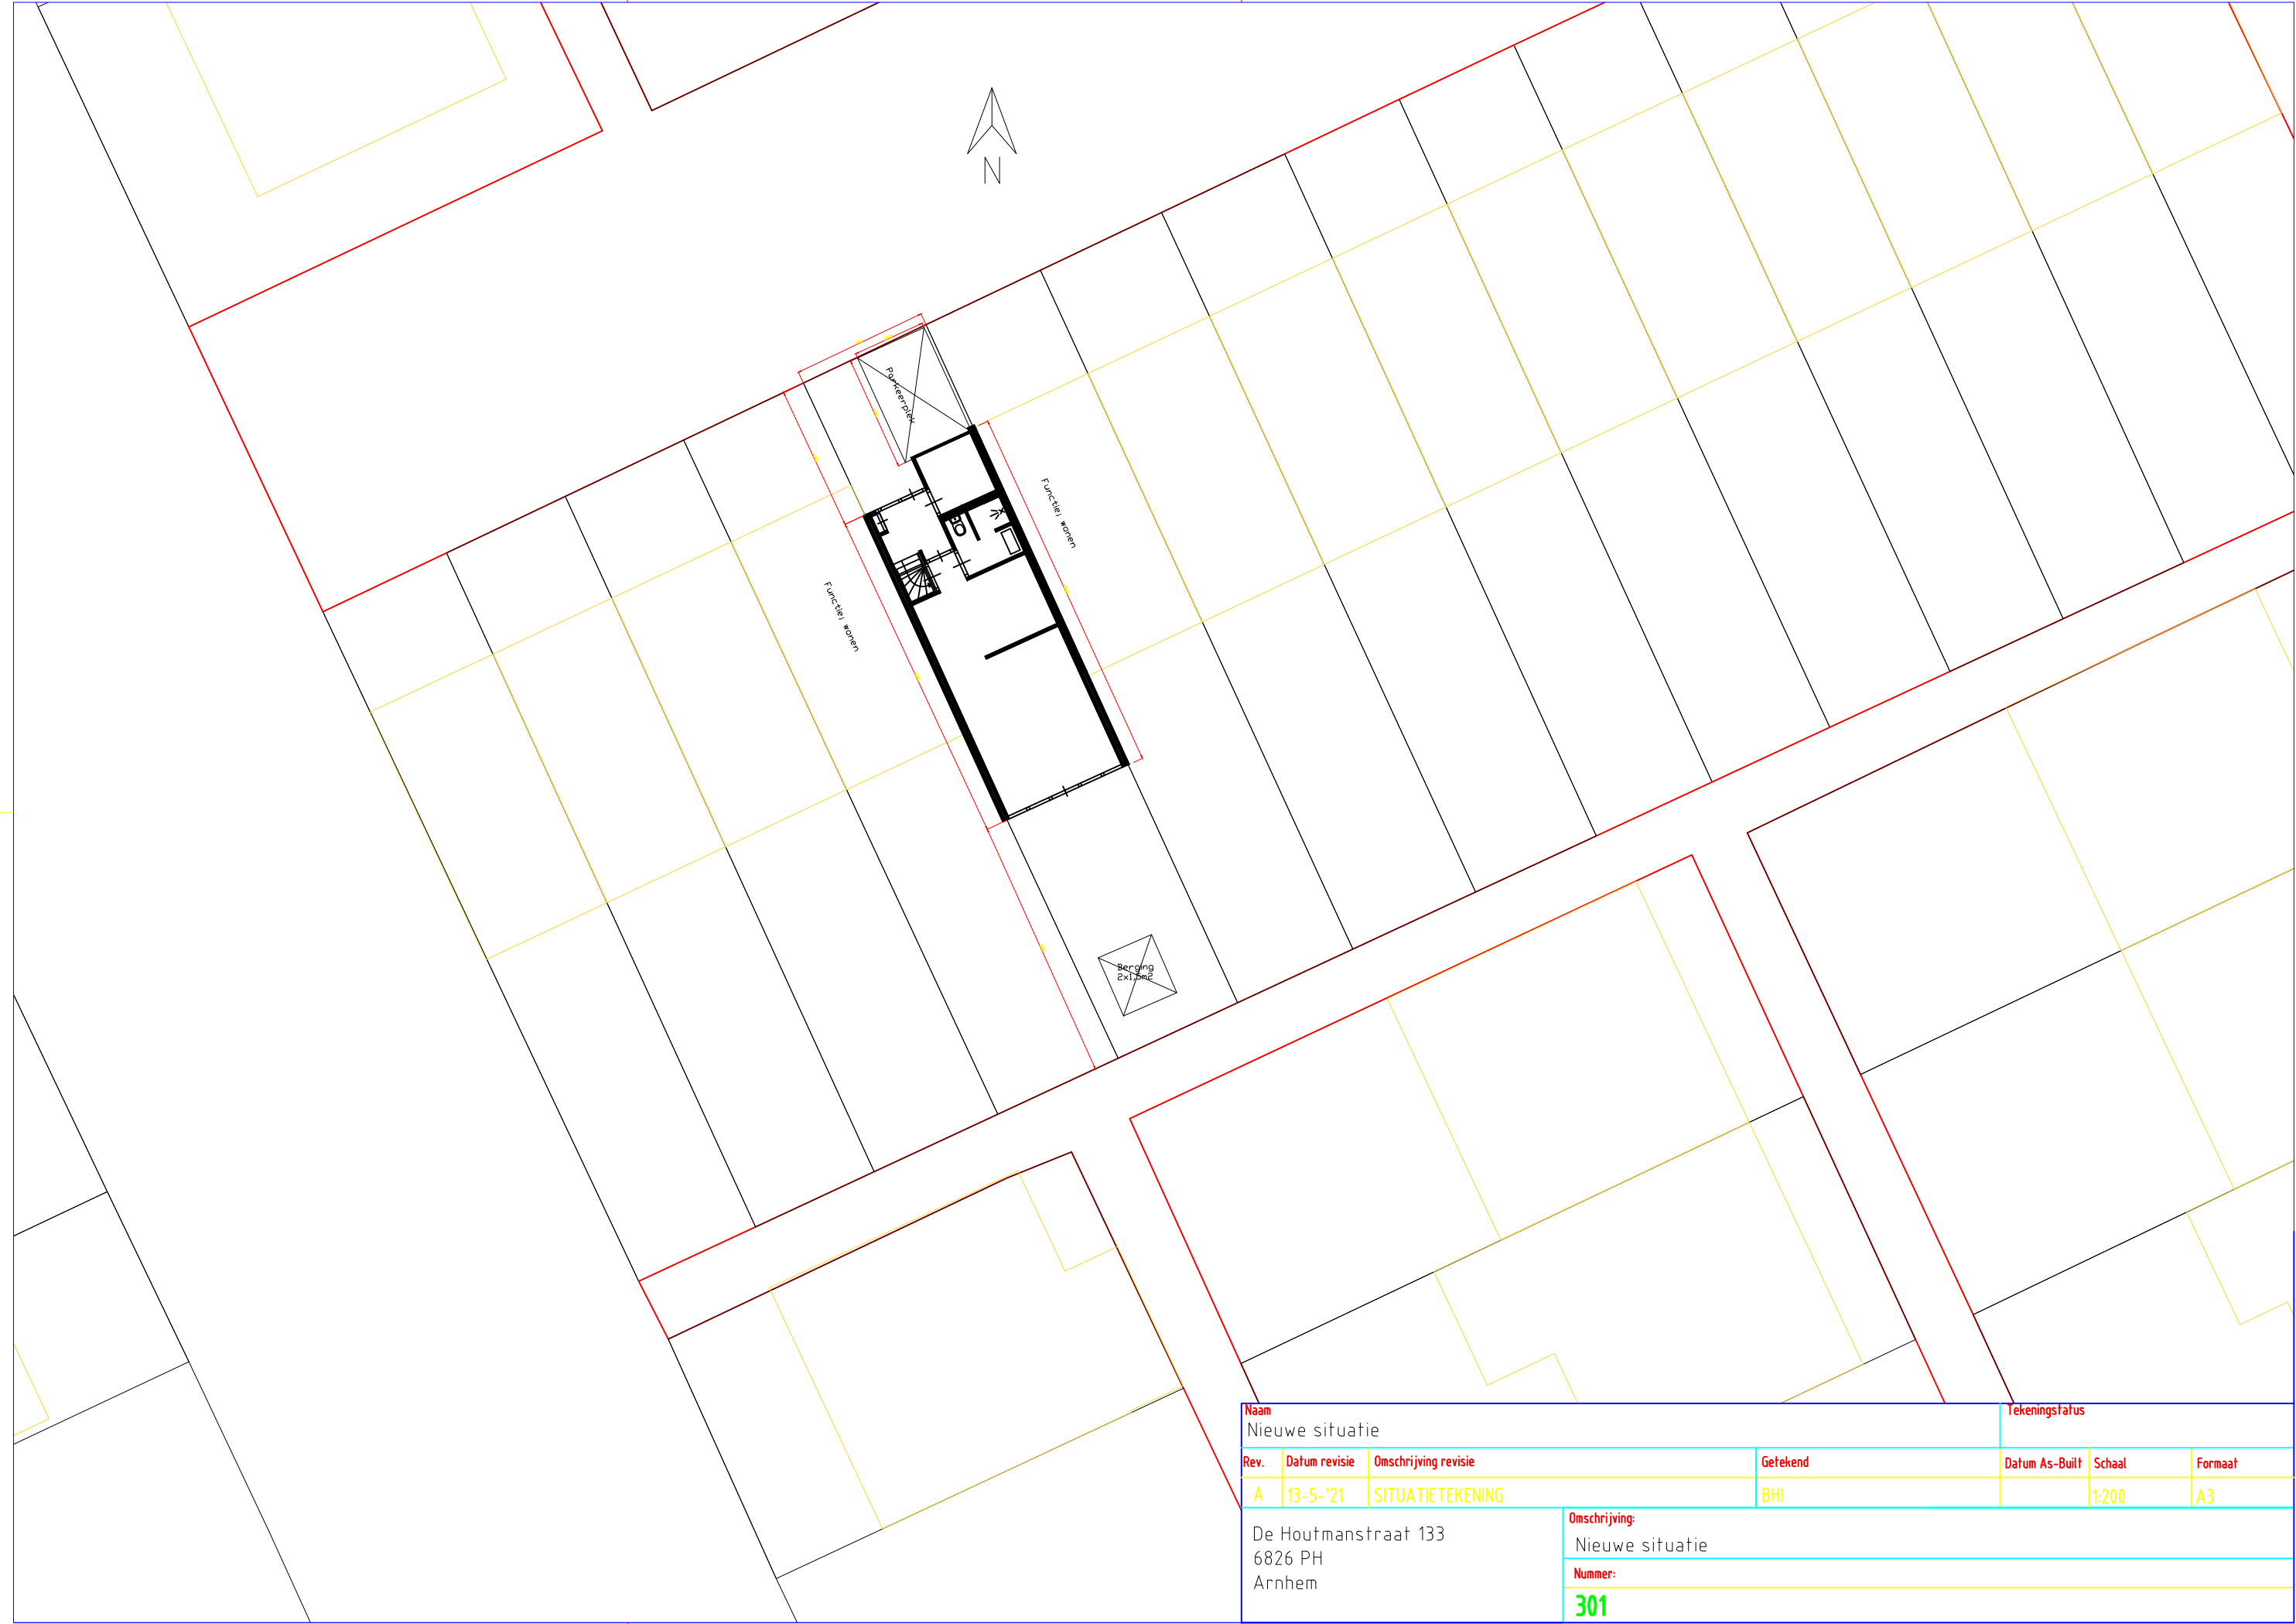 N
Parkeerplek
Functie; wonen
Functie; wonen
Berging
2x1.5m2
Naam
Nieuwe situatie
Tekeningstatus
Rev. Datum revisie Omschrijving revisie Getekend Datum As-Built Schaal Formaat
A 13-5-'21 SITUATIETEKENING BHI 1:200 A3
De Houtmanstraat 133
6826 PH
Arnhem
Omschrijving:
Nieuwe situatie
Nummer:
301